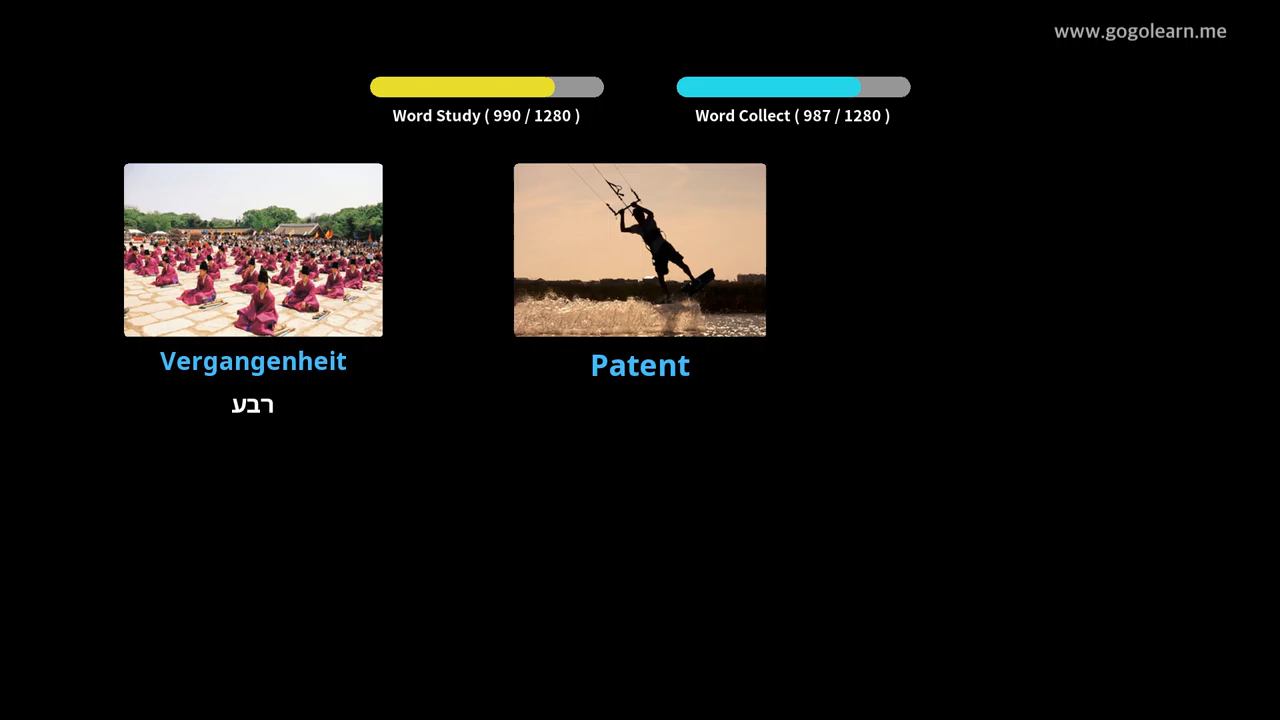 www.gogolearn.me
Word Study ( 990 / 1280 )
Word Collect ( 987 / 1280 )
Vergangenheit
רבע
Patent